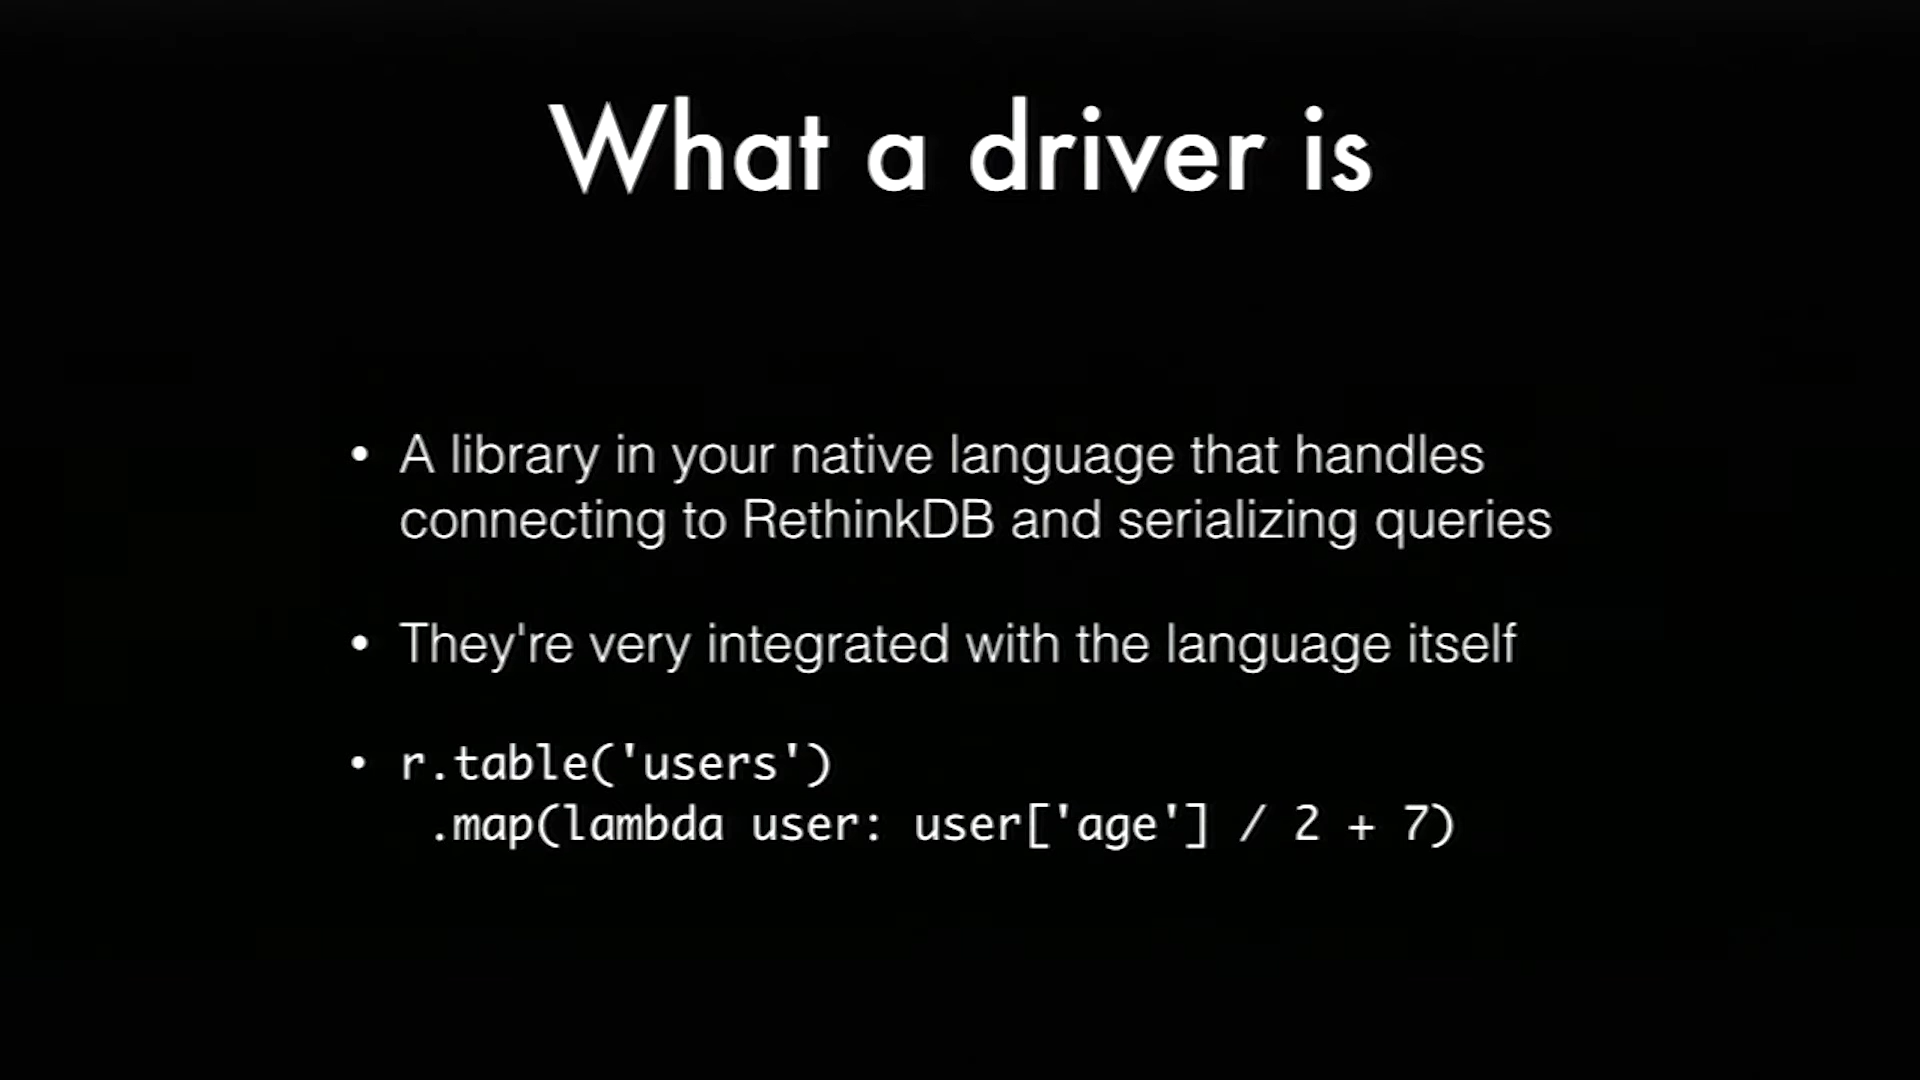 What a driver is
• A library in your native language that handles
connecting to RethinkDB and serializing queries
• They're very integrated with the language itself
• r.table('users')
.map(lambda user: user['age'] / 2 + 7)